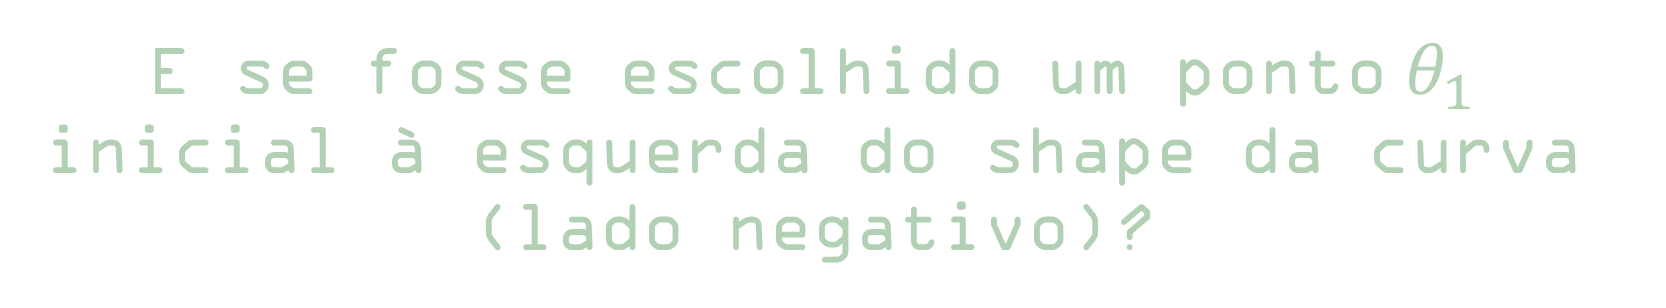 E se fosse escolhido um ponto θ₁
inicial à esquerda do shape da curva
(lado negativo)?